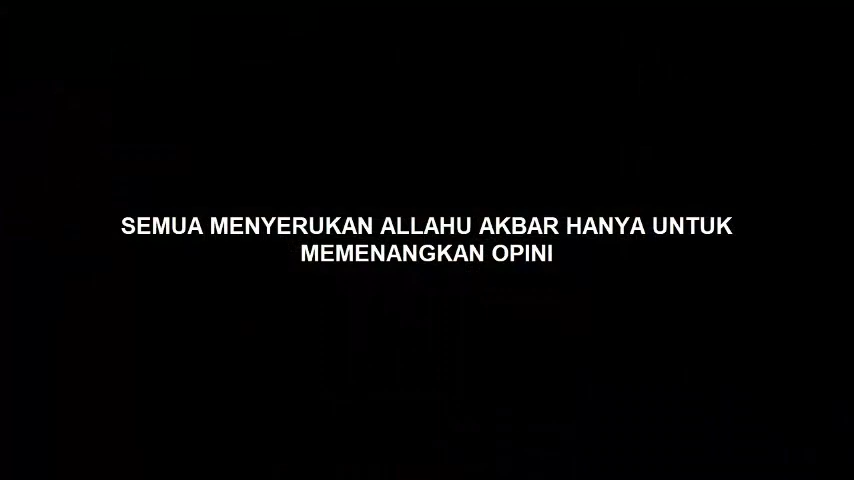 SEMUA MENYERUKAN ALLAHU AKBAR HANYA UNTUK
MEMENANGKAN OPINI